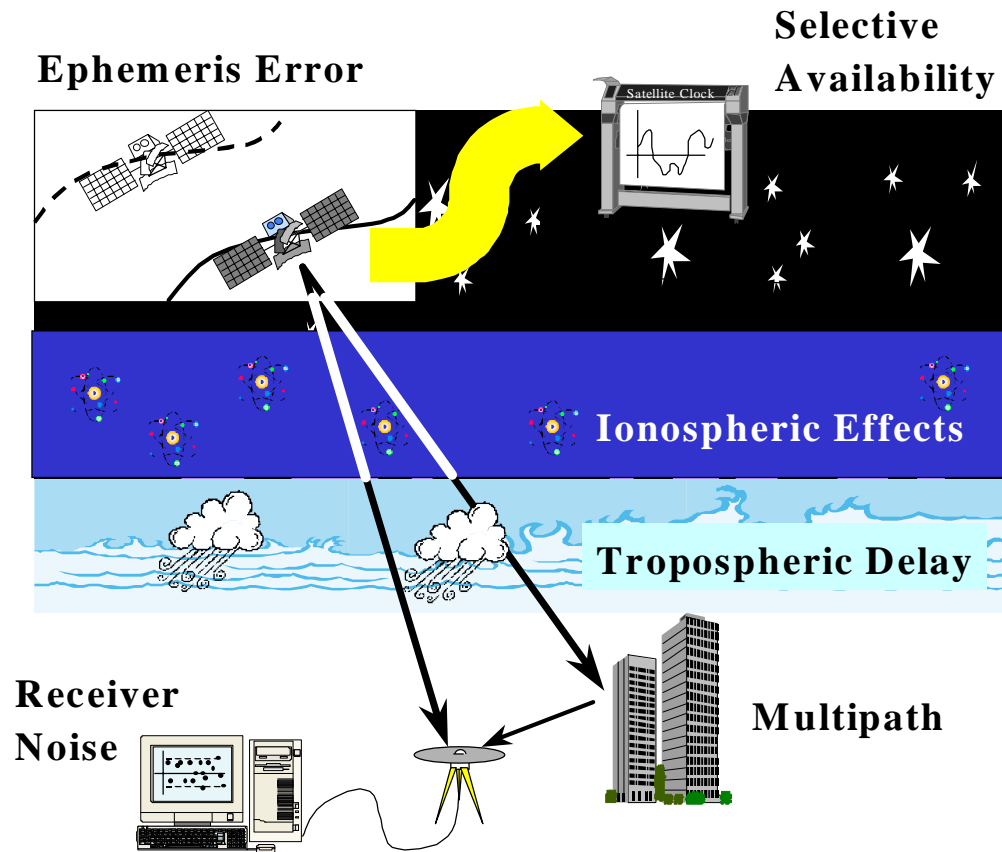 Selective
Availability
Ephemeris Error
Satellite Clock
Ionospheric Effects
Tropospheric Delay
Receiver
Noise
Multipath